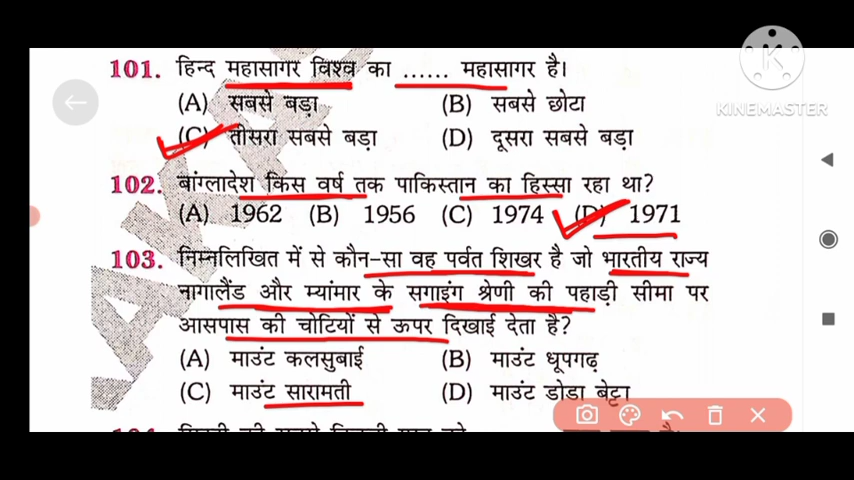 KINEMASTER
101. हिन्द महासागर विश्व का ...... महासागर है।
(A) सबसे बड़ा (B) सबसे छोटा
(C) तीसरा सबसे बड़ा (D) दूसरा सबसे बड़ा
102. बांग्लादेश किस वर्ष तक पाकिस्तान का हिस्सा रहा था?
(A) 1962 (B) 1956 (C) 1974 (D) 1971
103. निम्नलिखित में से कौन-सा वह पर्वत शिखर है जो भारतीय राज्य
नागालैंड और म्यांमार के सगाइंग श्रेणी की पहाड़ी सीमा पर
आसपास की चोटियों से ऊपर दिखाई देता है?
(A) माउंट कलसुबाई (B) माउंट धूपगढ़
(C) माउंट सारामती (D) माउंट डोडा बेट्टा